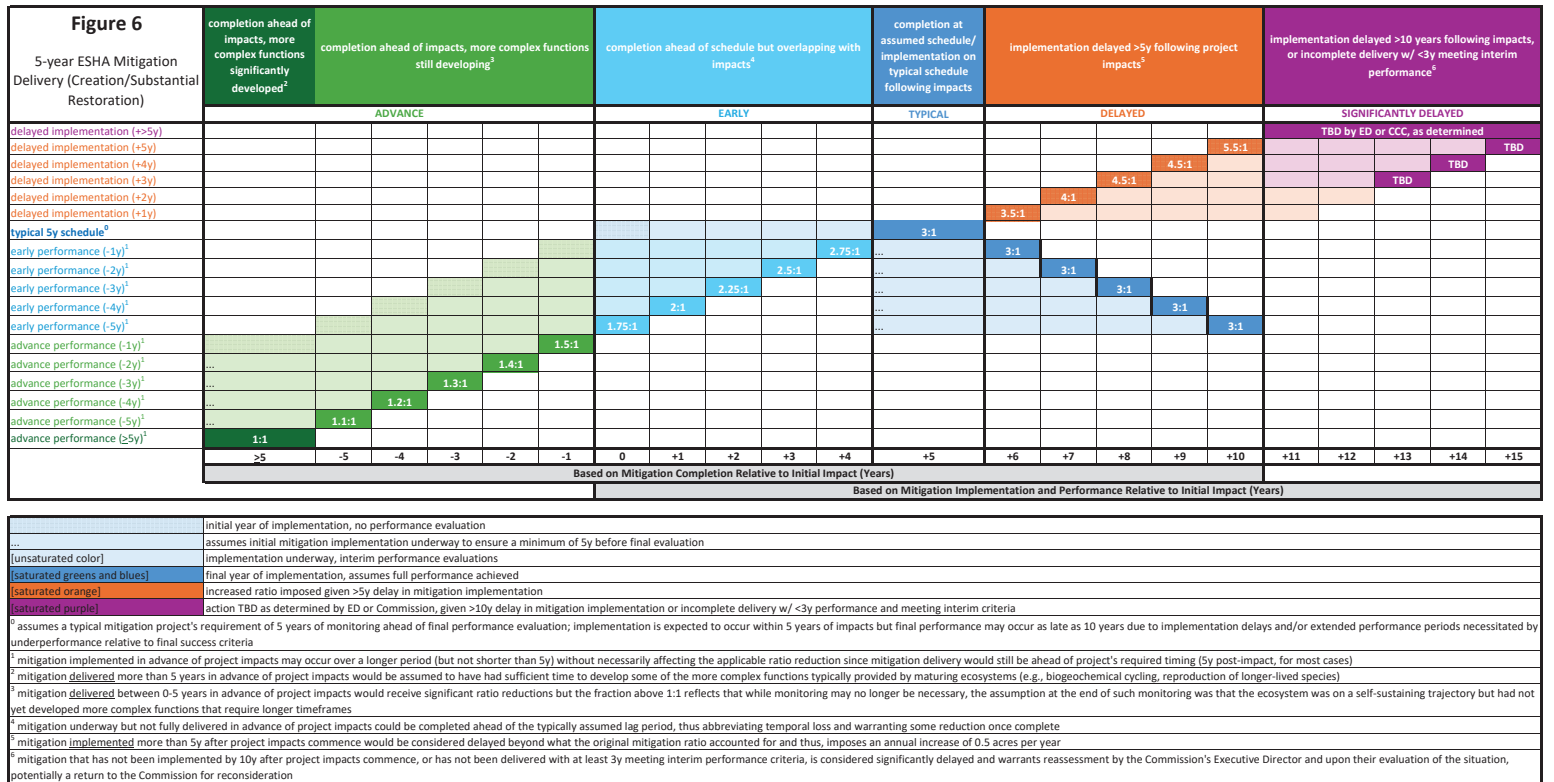 Figure 6
5-year ESHA Mitigation
Delivery (Creation/Substantial
Restoration)
completion ahead of
impacts, more
complex functions
significantly
developed2
completion ahead of impacts, more complex functions
still developing3
completion ahead of schedule but overlapping with
impacts4
completion at
assumed schedule/
implementation on
typical schedule
following impacts
implementation delayed >5y following project
impacts5
implementation delayed >10 years following impacts,
or incomplete delivery w/ <3y meeting interim
performance6
ADVANCE EARLY TYPICAL DELAYED SIGNIFICANTLY DELAYED
delayed implementation (+>5y) TBD by ED or CCC, as determined
delayed implementation (+5y) 5.5:1 TBD
delayed implementation (+4y) 4.5:1 TBD
delayed implementation (+3y) 4.5:1 TBD
delayed implementation (+2y) 4:1
delayed implementation (+1y) 3.5:1
typical 5y schedule0 3:1
early performance (-1y)1 2.75:1 ... 3:1
early performance (-2y)1 2.5:1 ... 3:1
early performance (-3y)1 2.25:1 ... 3:1
early performance (-4y)1 2:1 ... 3:1
early performance (-5y)1 1.75:1 ... 3:1
advance performance (-1y)1 1.5:1
advance performance (-2y)1 ... 1.4:1
advance performance (-3y)1 ... 1.3:1
advance performance (-4y)1 ... 1.2:1
advance performance (-5y)1 ... 1.1:1
advance performance (≥5y)1 1:1
≥5 -5 -4 -3 -2 -1 0 +1 +2 +3 +4 +5 +6 +7 +8 +9 +10 +11 +12 +13 +14 +15
Based on Mitigation Completion Relative to Initial Impact (Years)
Based on Mitigation Implementation and Performance Relative to Initial Impact (Years)
initial year of implementation, no performance evaluation
... assumes initial mitigation implementation underway to ensure a minimum of 5y before final evaluation
[unsaturated color] implementation underway, interim performance evaluations
[saturated greens and blues] final year of implementation, assumes full performance achieved
[saturated orange] increased ratio imposed given >5y delay in mitigation implementation
[saturated purple] action TBD as determined by ED or Commission, given >10y delay in mitigation implementation or incomplete delivery w/ <3y performance and meeting interim criteria
0 assumes a typical mitigation project's requirement of 5 years of monitoring ahead of final performance evaluation; implementation is expected to occur within 5 years of impacts but final performance may occur as late as 10 years due to implementation delays and/or extended performance periods necessitated by
underperformance relative to final success criteria
1 mitigation implemented in advance of project impacts may occur over a longer period (but not shorter than 5y) without necessarily affecting the applicable ratio reduction since mitigation delivery would still be ahead of project's required timing (5y post-impact, for most cases)
2 mitigation delivered more than 5 years in advance of project impacts would be assumed to have had sufficient time to develop some of the more complex functions typically provided by maturing ecosystems (e.g., biogeochemical cycling, reproduction of longer-lived species)
3 mitigation delivered between 0-5 years in advance of project impacts would receive significant ratio reductions but the fraction above 1:1 reflects that while monitoring may no longer be necessary, the assumption at the end of such monitoring was that the ecosystem was on a self-sustaining trajectory but had not
yet developed more complex functions that require longer timeframes
4 mitigation underway but not fully delivered in advance of project impacts could be completed ahead of the typically assumed lag period, thus abbreviating temporal loss and warranting some reduction once complete
5 mitigation implemented more than 5y after project impacts commence would be considered delayed beyond what the original mitigation ratio accounted for and thus, imposes an annual increase of 0.5 acres per year
6 mitigation that has not been implemented by 10y after project impacts commence, or has not been delivered with at least 3y meeting interim performance criteria, is considered significantly delayed and warrants reassessment by the Commission's Executive Director and upon their evaluation of the situation,
potentially a return to the Commission for reconsideration